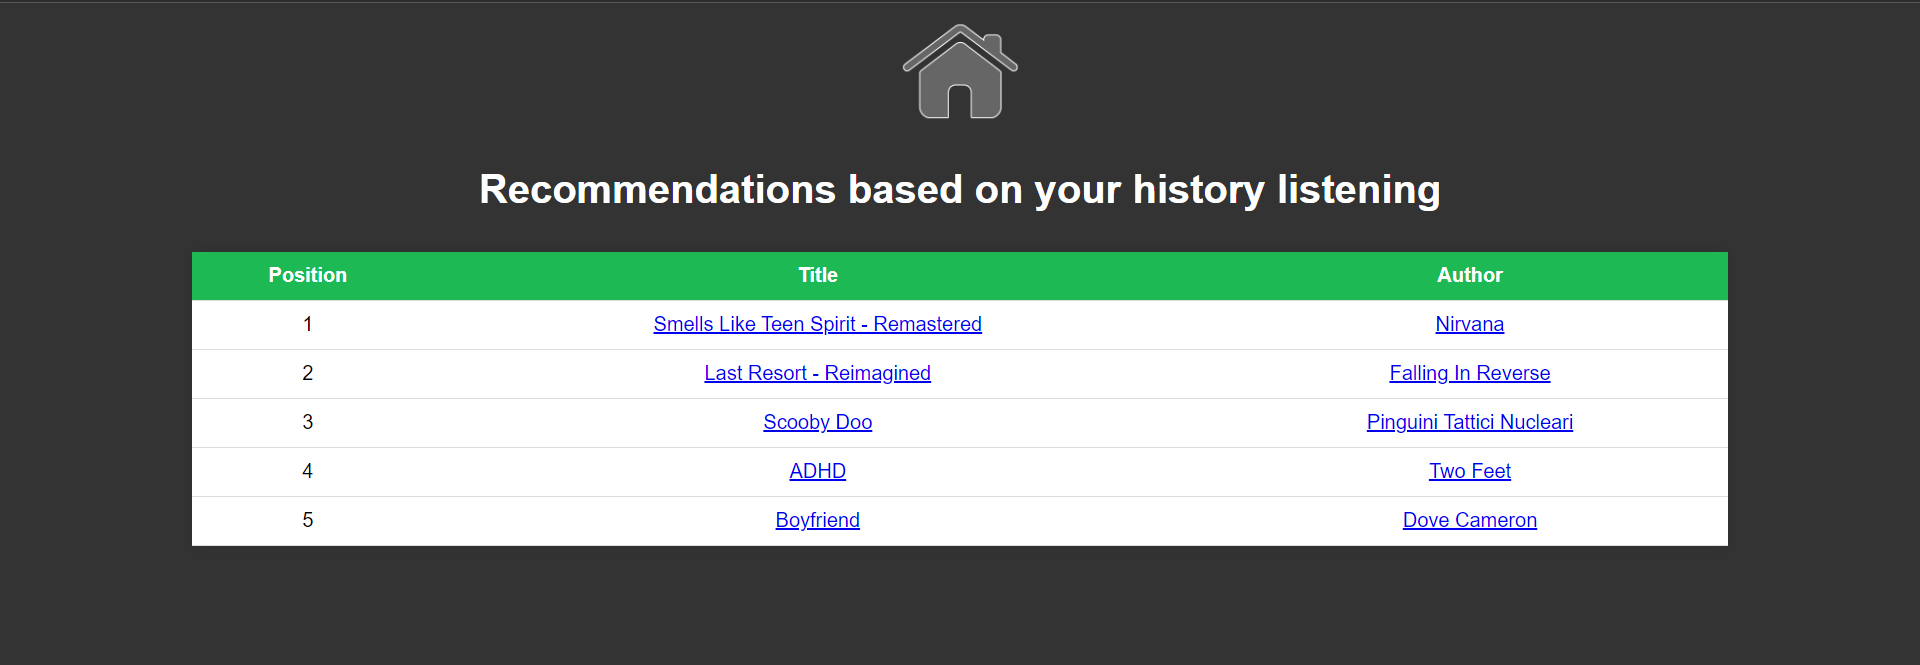 Recommendations based on your history listening
Position Title Author
1 Smells Like Teen Spirit - Remastered Nirvana
2 Last Resort - Reimagined Falling In Reverse
3 Scooby Doo Pinguini Tattici Nucleari
4 ADHD Two Feet
5 Boyfriend Dove Cameron